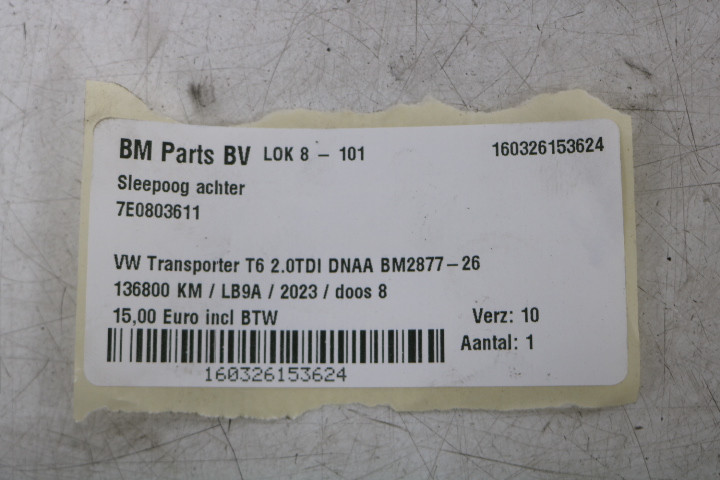 BM Parts BV LOK 8 - 101 160326153624
Sleepoog achter
7E0803611
VW Transporter T6 2.0TDI DNAA BM2877-26
136800 KM / LB9A / 2023 / doos 8
15,00 Euro incl BTW Verz: 10
Aantal: 1
160326153624